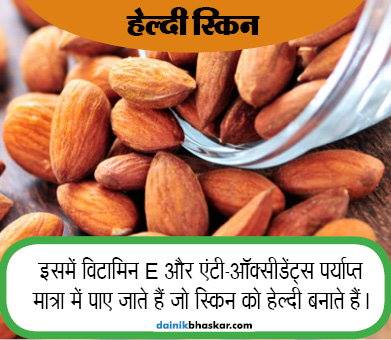 हेल्दी स्किन
इसमें विटामिन E और एंटी-ऑक्सीडेंट्स पर्याप्त
मात्रा में पाए जाते हैं जो स्किन को हेल्दी बनाते हैं।
dainikbhaskar.com